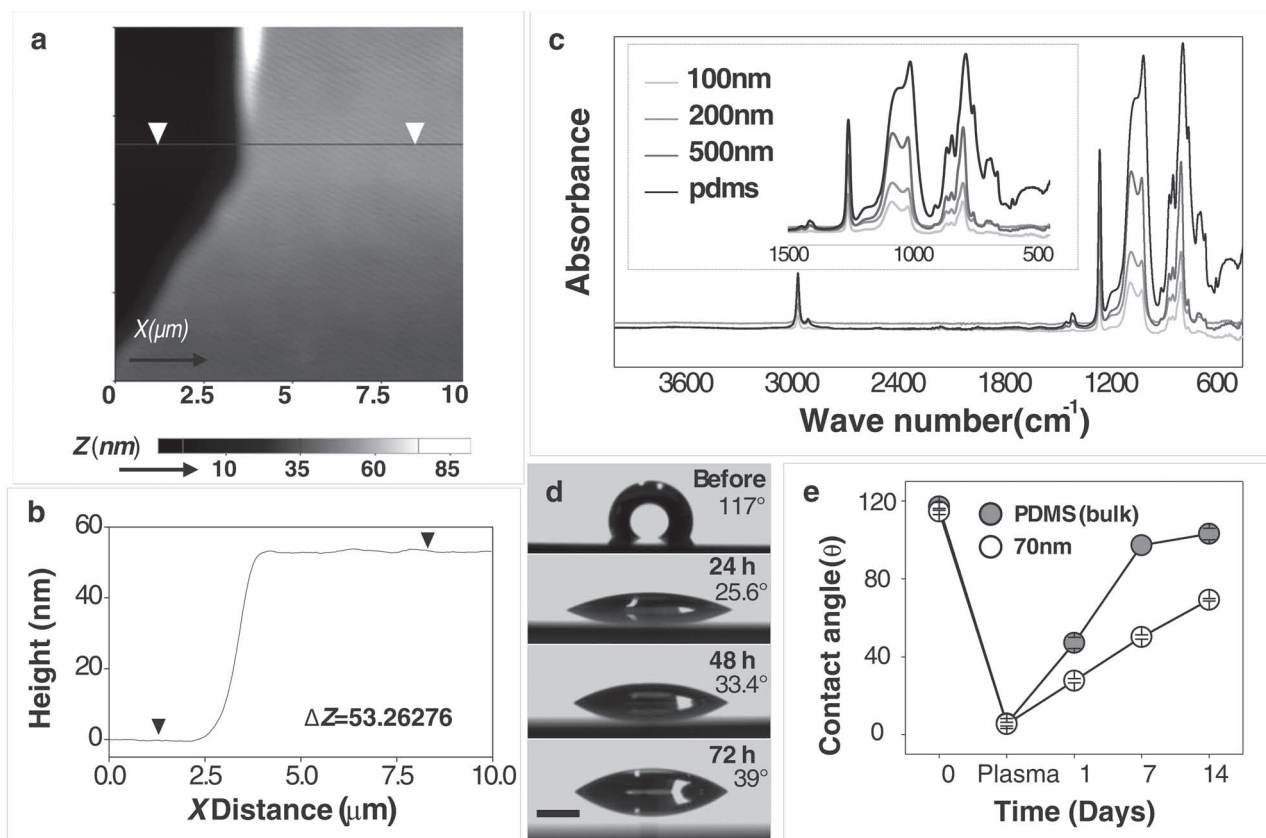 a
X(μm)
0 2.5 5 7.5 10
Z(nm)
10 35 60 85
b
60
40
20
0
Height (nm)
ΔZ=53.26276
0.0 2.5 5.0 7.5 10.0
X Distance (μm)
c
100nm
200nm
500nm
pdms
1500 1000 500
Absorbance
3600 3000 2400 1800 1200 600
Wave number(cm⁻¹)
d
Before
117°
24 h
25.6°
48 h
33.4°
72 h
39°
e
120
80
40
0
Contact angle(θ)
PDMS (bulk)
70nm
0 Plasma 1 7 14
Time (Days)